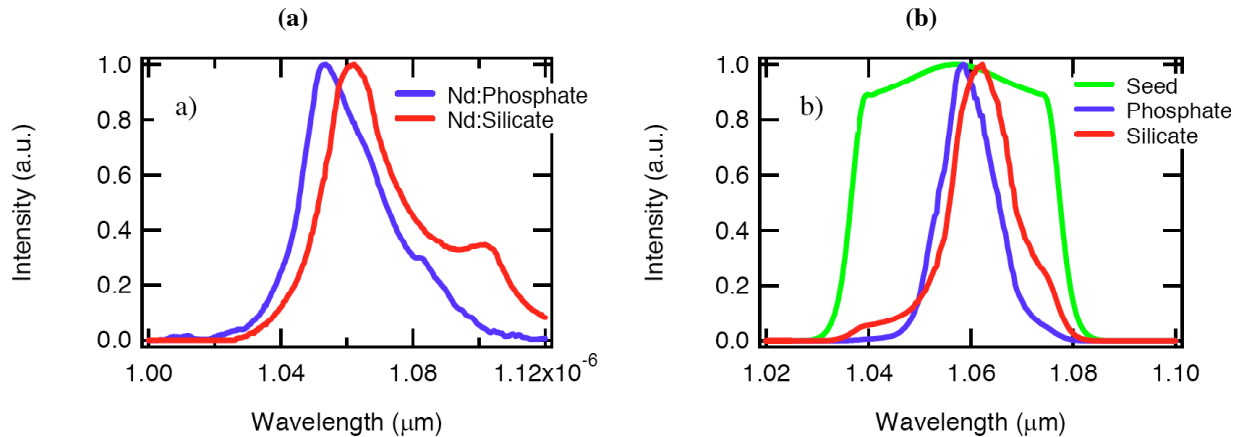 (a)
(b)
a)
Nd:Phosphate
Nd:Silicate
Intensity (a.u.)
1.0
0.8
0.6
0.4
0.2
0.0
1.00
1.04
1.08
1.12x10⁻⁶
Wavelength (μm)
b)
Seed
Phosphate
Silicate
Intensity (a.u.)
1.0
0.8
0.6
0.4
0.2
0.0
1.02
1.04
1.06
1.08
1.10
Wavelength (μm)